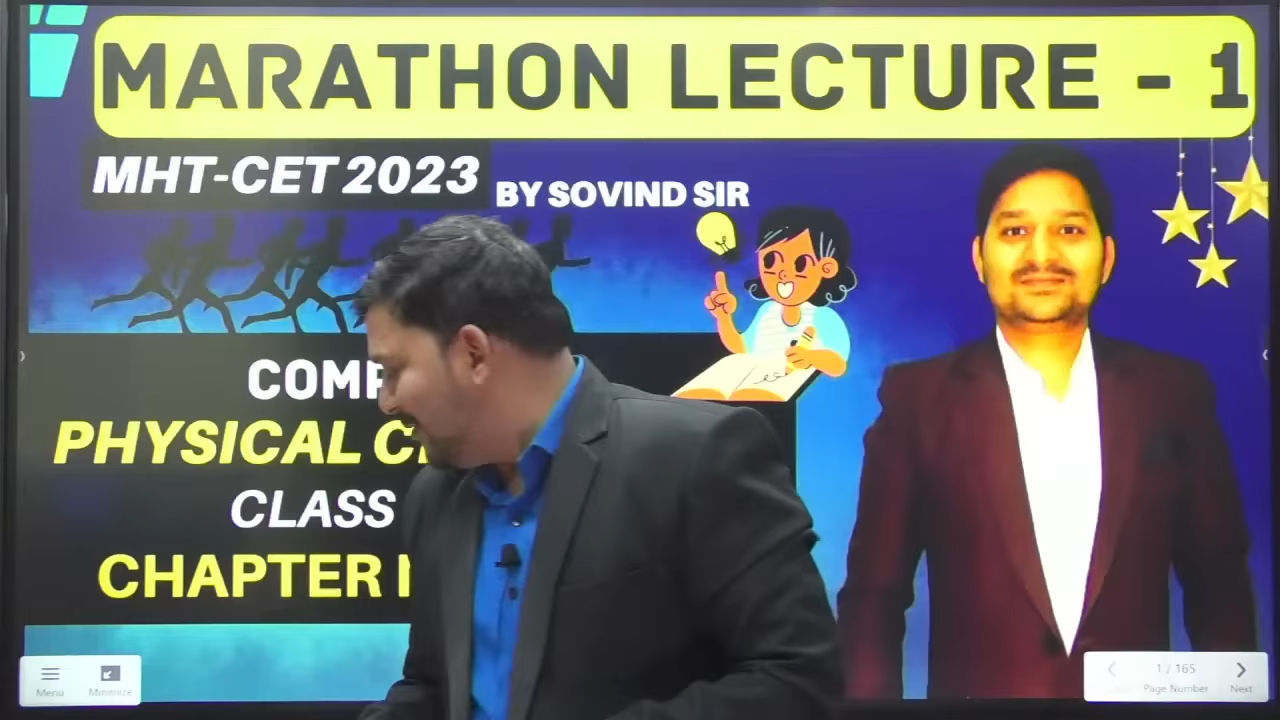 MARATHON LECTURE - 1
MHT-CET 2023
BY SOVIND SIR
PHYSICAL
CLASS
CHAPTER
1 / 165
Menu
Minimize
Page Number
Next